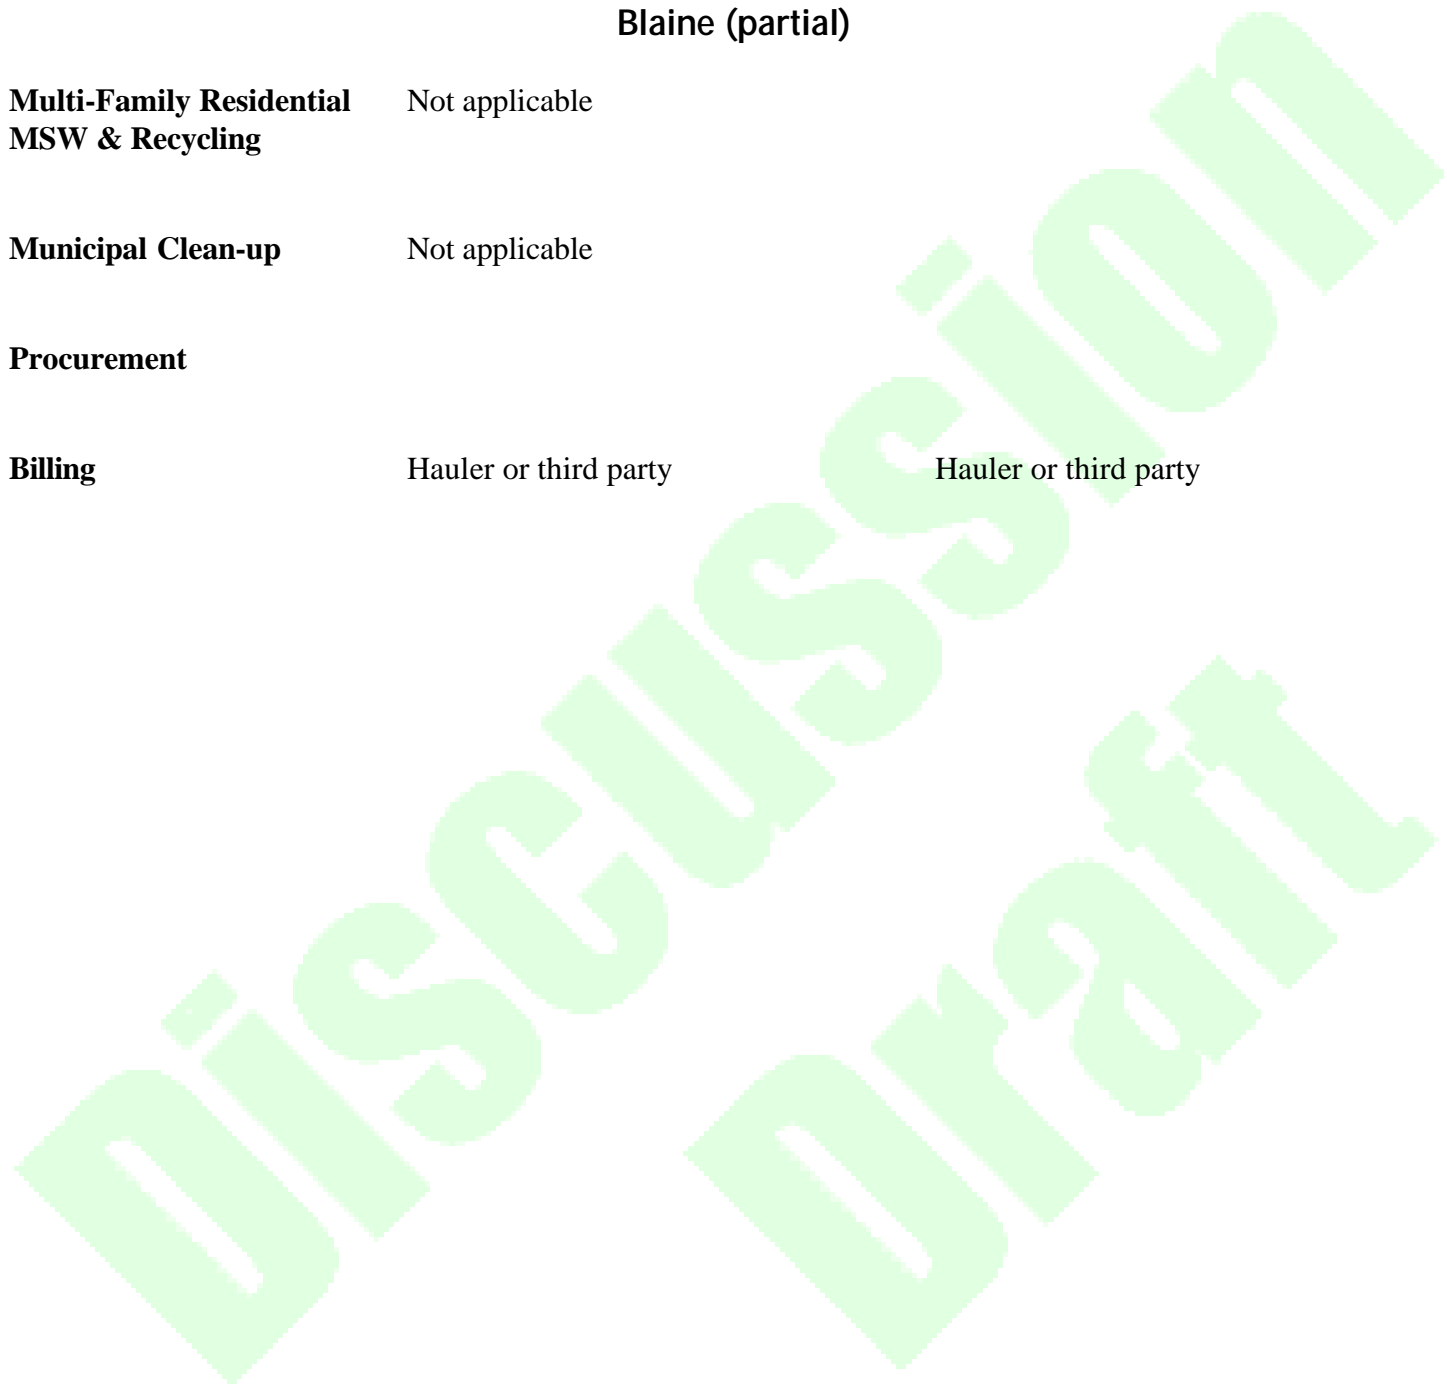 Blaine (partial)
Multi-Family Residential Not applicable
MSW & Recycling
Municipal Clean-up Not applicable
Procurement
Billing Hauler or third party Hauler or third party
Discussion
Draft